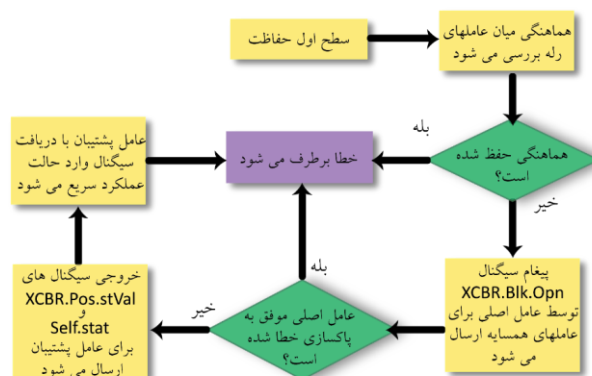 سطح اول حفاظت
هماهنگی میان عاملهای
رله بررسی می شود
هماهنگی حفظ شده
است؟
بله
خطا برطرف می شود
خیر
پیغام سیگنال
XCBR.Blk.Opn
توسط عامل اصلی برای
عاملهای همسایه ارسال
می شود
عامل اصلی موفق به
پاکسازی خطا شده
است؟
بله
خیر
خروجی سیگنال های
XCBR.Pos.stVal
و
Self.stat
برای عامل پشتیبان
ارسال می شود
عامل پشتیبان با دریافت
سیگنال وارد حالت
عملکرد سریع می شود